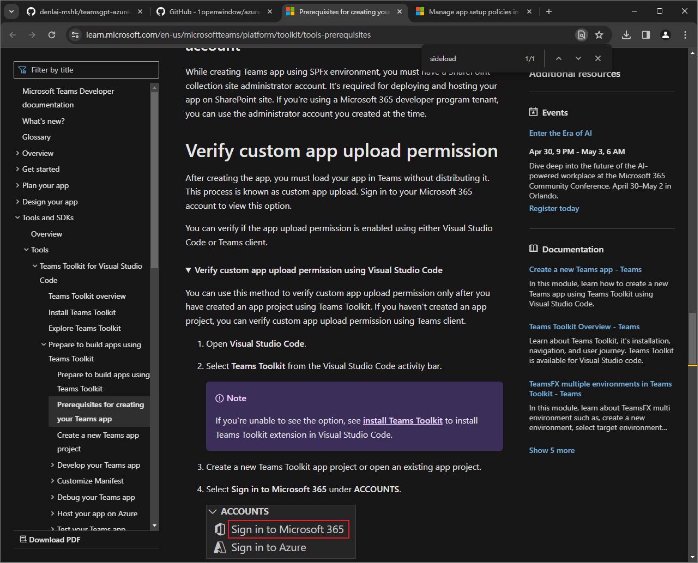 denlai-mshk/teamsgpt-azure
GitHub - 1openwindow/azure
Prerequisites for creating your
Manage app setup policies in
learn.microsoft.com/en-us/microsoftteams/platform/toolkit/tools-prerequisites
sideload
1/1
Filter by title
Microsoft Teams Developer
documentation
What's new?
Glossary
Overview
Get started
Plan your app
Design your app
Tools and SDKs
Overview
Tools
Teams Toolkit for Visual Studio
Code
Teams Toolkit overview
Install Teams Toolkit
Explore Teams Toolkit
Prepare to build apps using
Teams Toolkit
Prepare to build apps using
Teams Toolkit
Prerequisites for creating
your Teams app
Create a new Teams app
project
Develop your Teams app
Customize Manifest
Debug your Teams app
Host your app on Azure
Test your Teams app
Download PDF
account
While creating Teams app using SPFx environment, you must have a SharePoint
collection site administrator account. It's required for deploying and hosting your
app on SharePoint site. If you're using a Microsoft 365 developer program tenant,
you can use the administrator account you created at the time.
Verify custom app upload permission
After creating the app, you must load your app in Teams without distributing it.
This process is known as custom app upload. Sign in to your Microsoft 365
account to view this option.
You can verify if the app upload permission is enabled using either Visual Studio
Code or Teams client.
Verify custom app upload permission using Visual Studio Code
You can use this method to verify custom app upload permission only after you
have created an app project using Teams Toolkit. If you haven't created an app
project, you can verify custom app upload permission using Teams client.
1. Open Visual Studio Code.
2. Select Teams Toolkit from the Visual Studio Code activity bar.
Note
If you're unable to see the option, see install Teams Toolkit to install
Teams Toolkit extension in Visual Studio Code.
3. Create a new Teams Toolkit app project or open an existing app project.
4. Select Sign in to Microsoft 365 under ACCOUNTS.
ACCOUNTS
Sign in to Microsoft 365
Sign in to Azure
Additional resources
Events
Enter the Era of AI
Apr 30, 9 PM - May 3, 6 AM
Dive deep into the future of the AI-
powered workplace at the Microsoft 365
Community Conference. April 30–May 2 in
Orlando.
Register today
Documentation
Create a new Teams app - Teams
In this module, learn how to create a new
Teams app using Teams Toolkit using
Visual Studio Code.
Teams Toolkit Overview - Teams
Learn about Teams Toolkit, it's installation,
navigation, and user journey. Teams Toolkit
is available for Visual Studio code.
TeamsFX multiple environments in Teams
Toolkit - Teams
In this module, learn about TeamsFX multi
environment such as, create a new
environment, select target environment...
Show 5 more